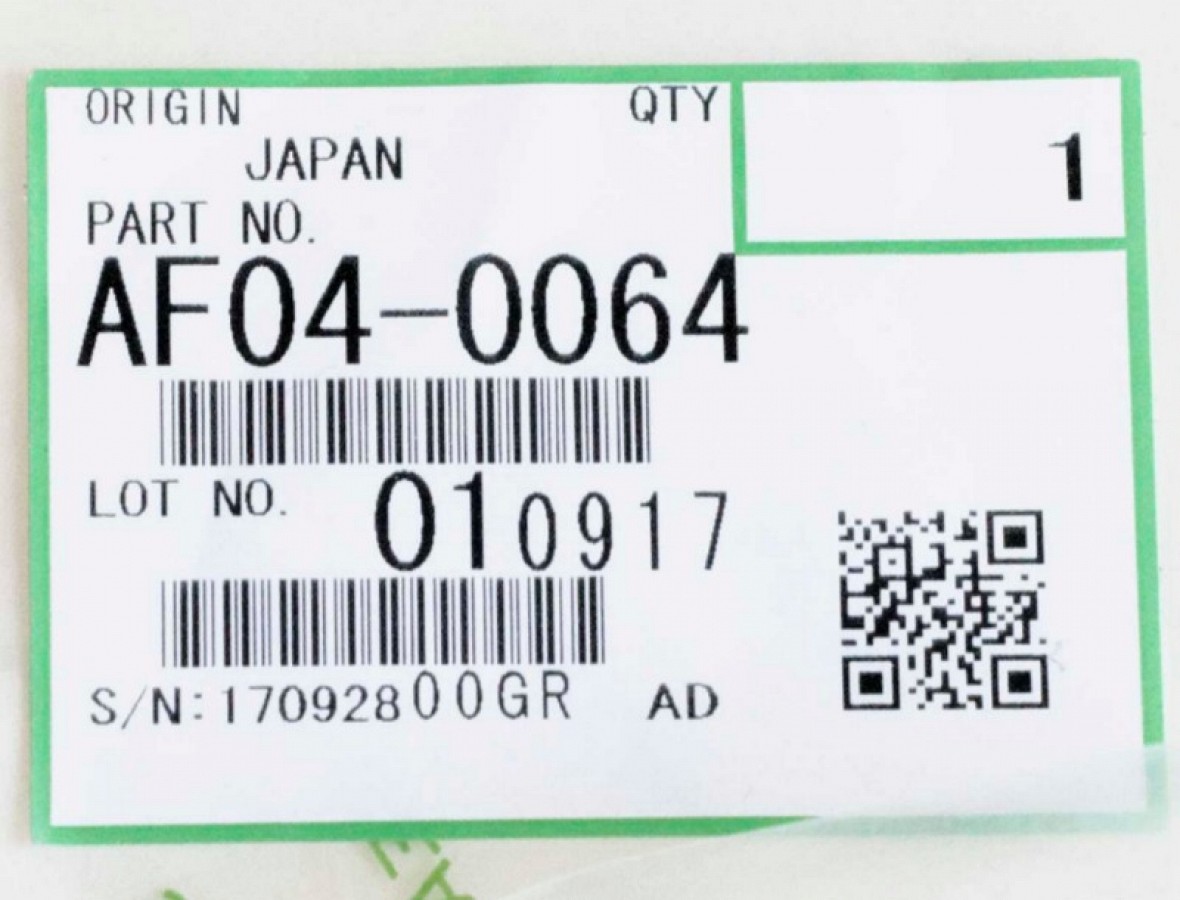 ORIGIN QTY 1
JAPAN
PART NO.
AF04-0064
LOT NO. 010917
S/N:17092800GR AD